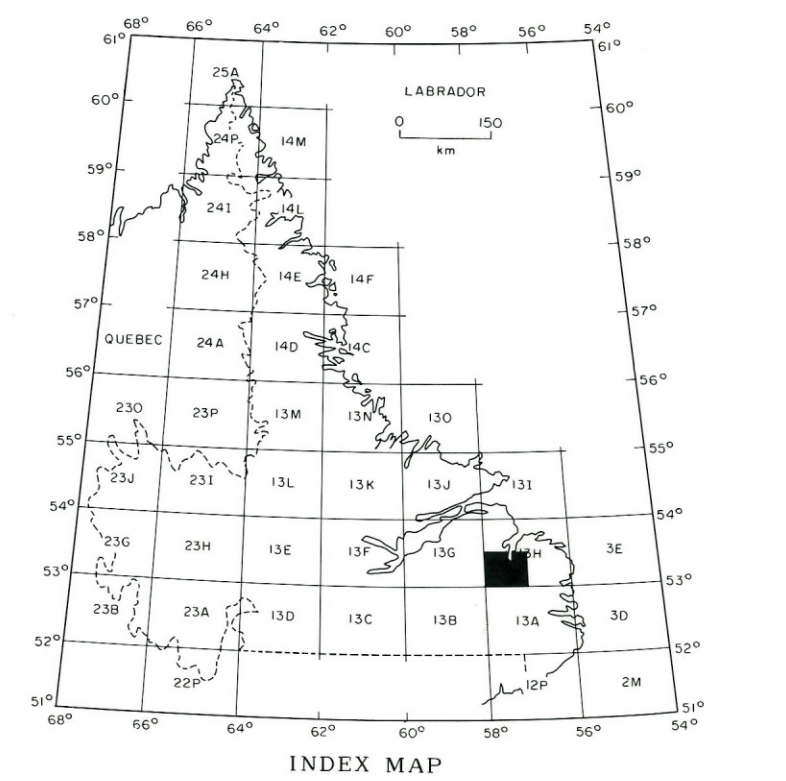 68° 66° 64° 62° 60° 58° 56° 54°
61° 61°
25A
LABRADOR
60° 60°
0 150
km
24P 14M
59° 59°
24I 14L
58° 58°
24H 14E 14F
57° 57°
QUEBEC 24A 14D 14C
56° 56°
23O 23P 13M 13N 13O
55° 55°
23J 23I 13L 13K 13J 13I
54° 54°
23G 23H 13E 13F 13G 13H 3E
53° 53°
23B 23A 13D 13C 13B 13A 3D
52° 52°
22P 12P 2M
51° 51°
68° 66° 64° 62° 60° 58° 56° 54°
INDEX MAP